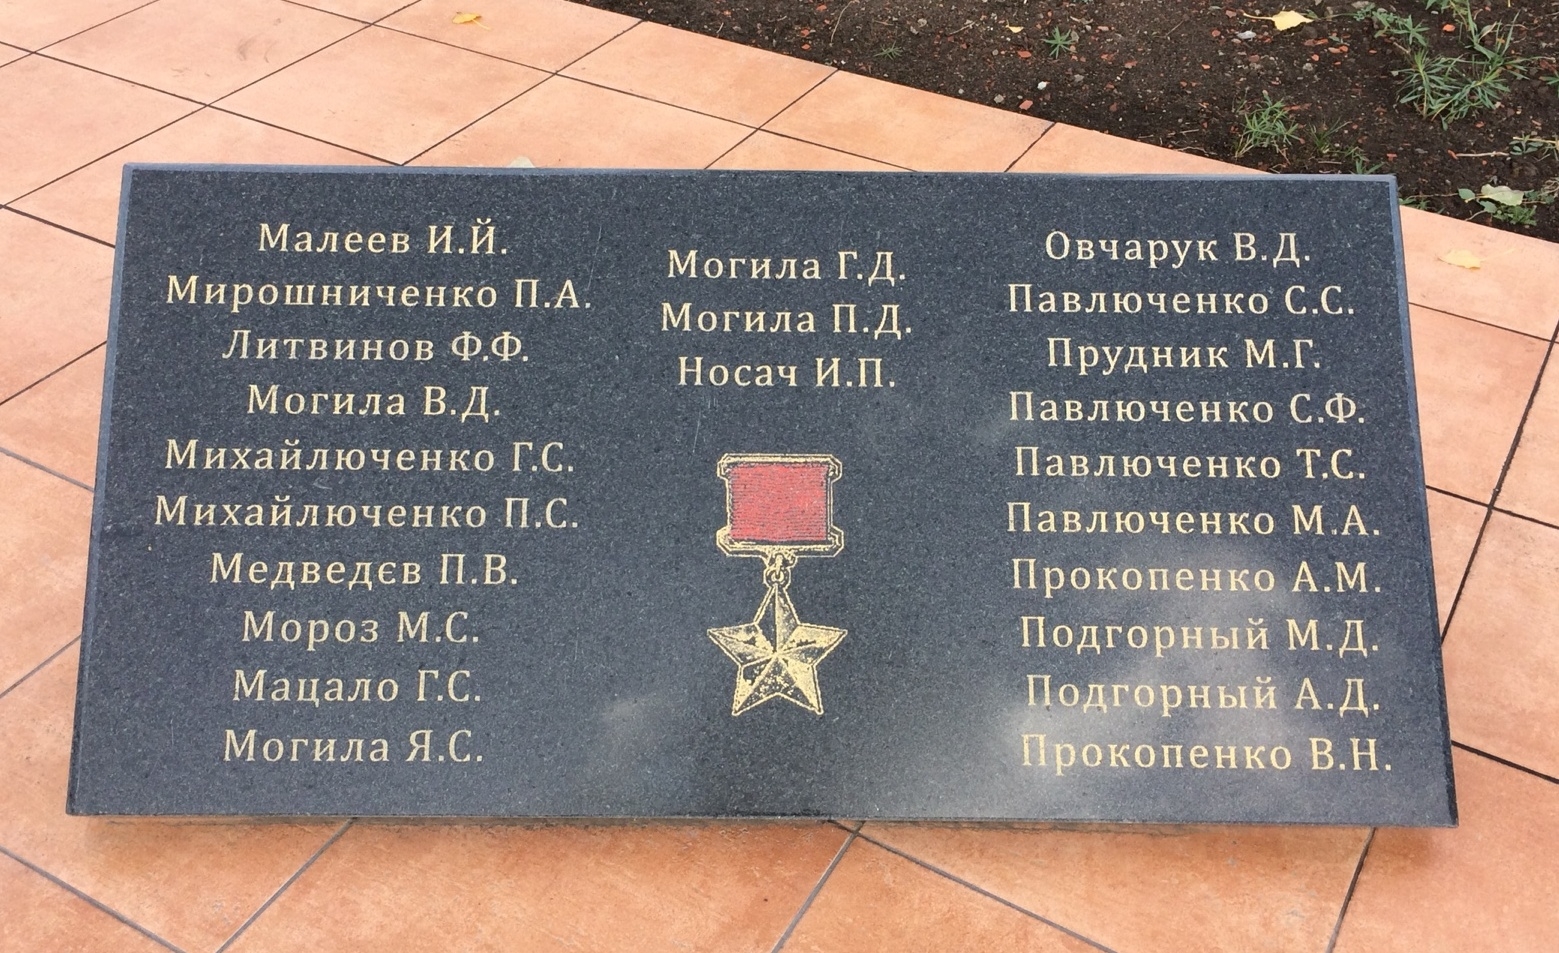 Малеев И.Й.
Мирошниченко П.А.
Литвинов Ф.Ф.
Могила В.Д.
Михайлюченко Г.С.
Михайлюченко П.С.
Медведєв П.В.
Мороз М.С.
Мацало Г.С.
Могила Я.С.
Могила Г.Д.
Могила П.Д.
Носач И.П.
Овчарук В.Д.
Павлюченко С.С.
Прудник М.Г.
Павлюченко С.Ф.
Павлюченко Т.С.
Павлюченко М.А.
Прокопенко А.М.
Подгорный М.Д.
Подгорный А.Д.
Прокопенко В.Н.